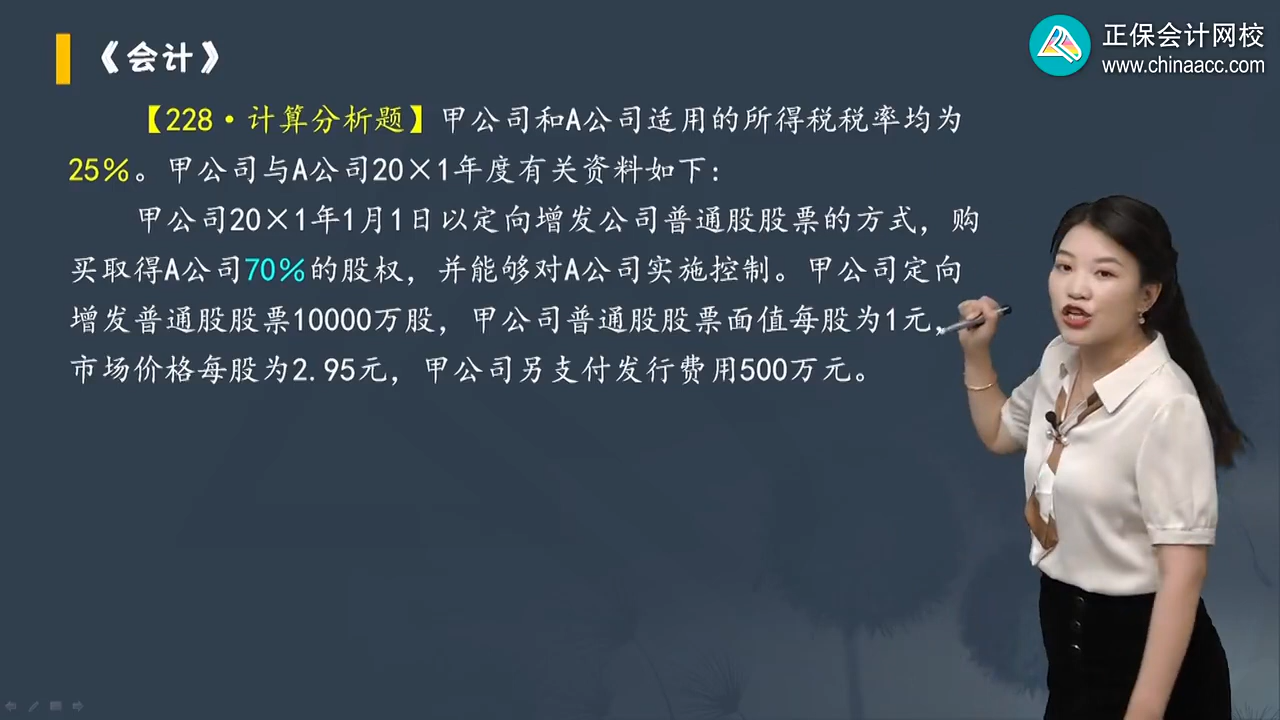 《会计》
正保会计网校
www.chinaacc.com
【228·计算分析题】甲公司和A公司适用的所得税税率均为
25%。甲公司与A公司20×1年度有关资料如下：
甲公司20×1年1月1日以定向增发公司普通股股票的方式，购
买取得A公司70%的股权，并能够对A公司实施控制。甲公司定向
增发普通股股票10000万股，甲公司普通股股票面值每股为1元，
市场价格每股为2.95元，甲公司另支付发行费用500万元。